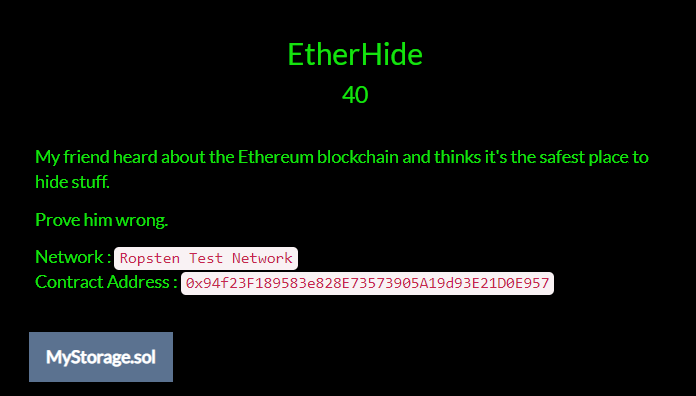 EtherHide
40
My friend heard about the Ethereum blockchain and thinks it's the safest place to
hide stuff.
Prove him wrong.
Network : Ropsten Test Network
Contract Address : 0x94f23F189583e828E73573905A19d93E21D0E957
MyStorage.sol